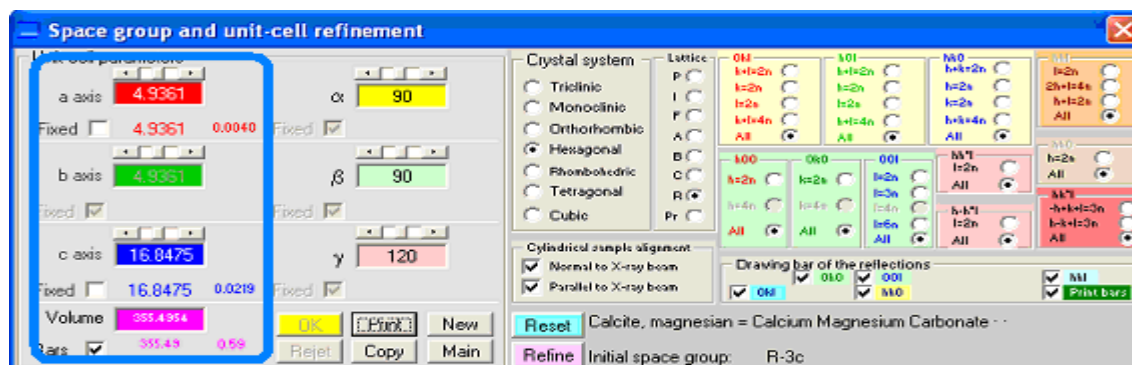 Space group and unit-cell refinement
Unit-cell parameters
a axis 4.9361 α 90
Fixed 4.9361 0.0040 Fixed
b axis 4.9361 β 90
Fixed Fixed
c axis 16.8475 γ 120
Fixed 16.8475 0.0219 Fixed
Volume 355.4954 OK Print New
Bars 355.49 0.59 Rejet Copy Main
Crystal system
Triclinic
Monoclinic
Orthorhombic
Hexagonal
Rhombohedric
Tetragonal
Cubic
Lattice
P
I
F
A
B
C
R
Pr
Cylindrical sample alignment
Normal to X-ray beam
Parallel to X-ray beam
0kl
k+l=2n
k=2n
l=2n
k+l=4n
All
h0l
h+l=2n
h=2n
l=2n
h+l=4n
All
hk0
h+k=2n
h=2n
k=2n
h+k=4n
All
l=2n
2h+l=4n
h+l=2n
All
h00
h=2n
h=4n
All
0k0
k=2n
k=4n
All
00l
l=2n
l=3n
l=4n
l=6n
All
l=2n
All
l=2n
All
h=2n
All
-h+k+l=3n
h-k+l=3n
All
Drawing bar of the reflections
0kl 0k0 00l hk0 hkl Print bars
Reset Calcite, magnesian = Calcium Magnesium Carbonate - -
Refine Initial space group: R-3c